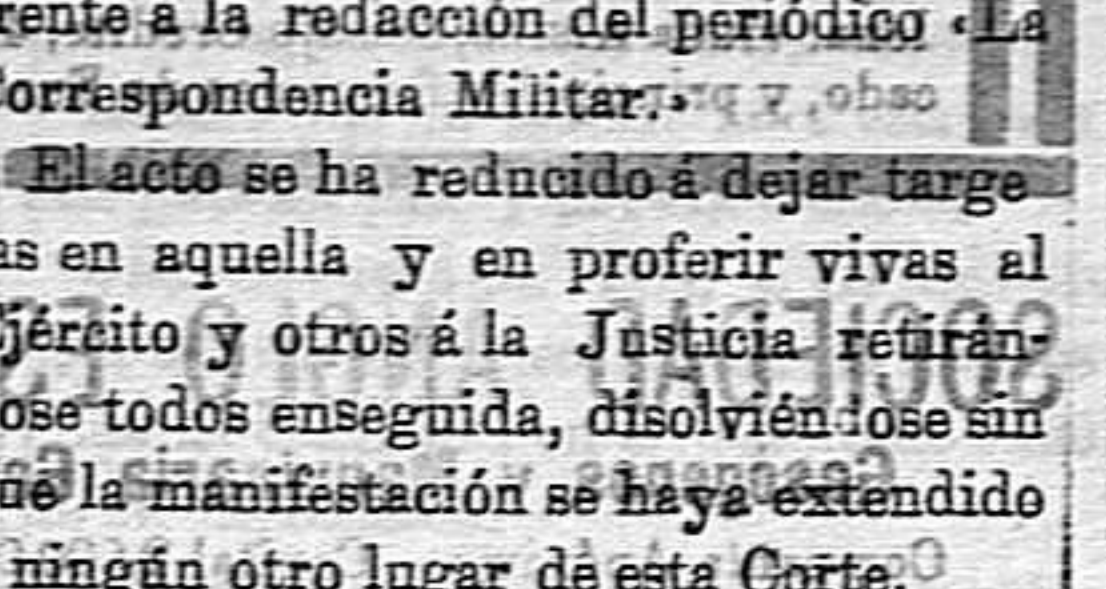 rente a la redacción del periódico «La
orrespondencia Militar.»
El acto se ha reducido á dejar targe
as en aquella y en proferir vivas al
jército y otros á la Justicia retirán-
ose todos enseguida, disolviéndose sin
ue la manifestación se haya extendido
ningún otro lugar de esta Corte.